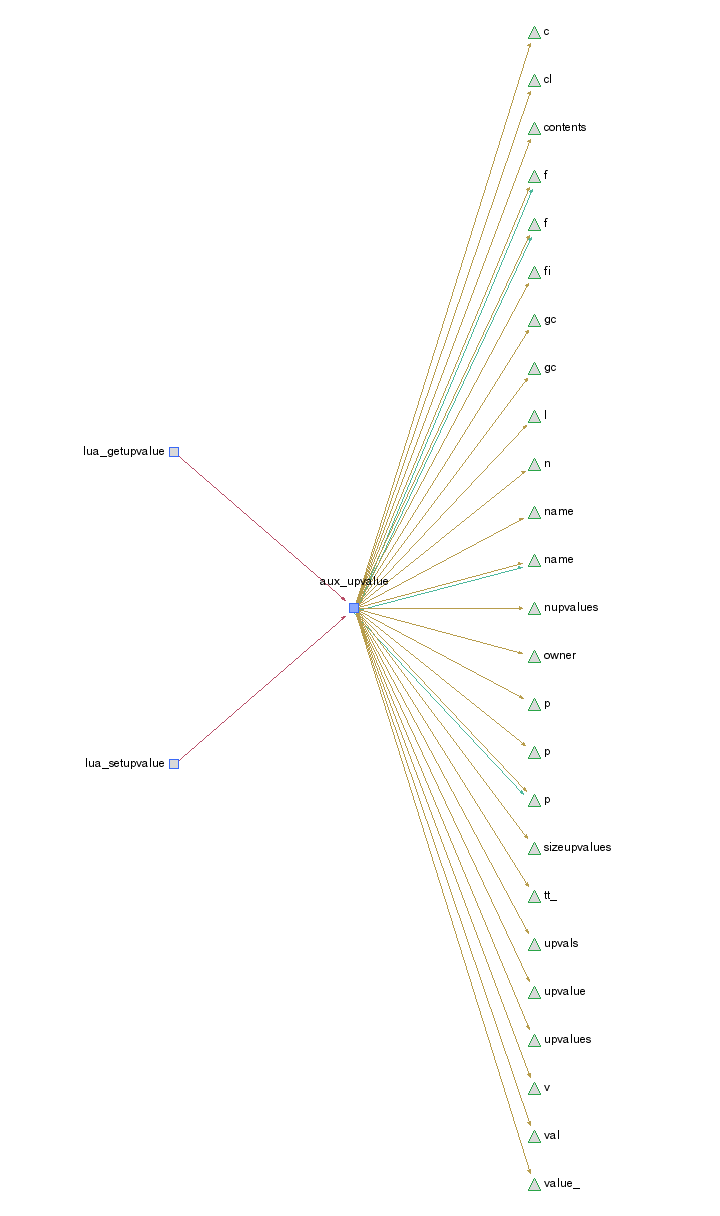 c
cl
contents
f
f
fi
gc
gc
l
lua_getupvalue
n
name
name
aux_upvalue
nupvalues
owner
p
p
lua_setupvalue
p
sizeupvalues
tt_
upvals
upvalue
upvalues
v
val
value_